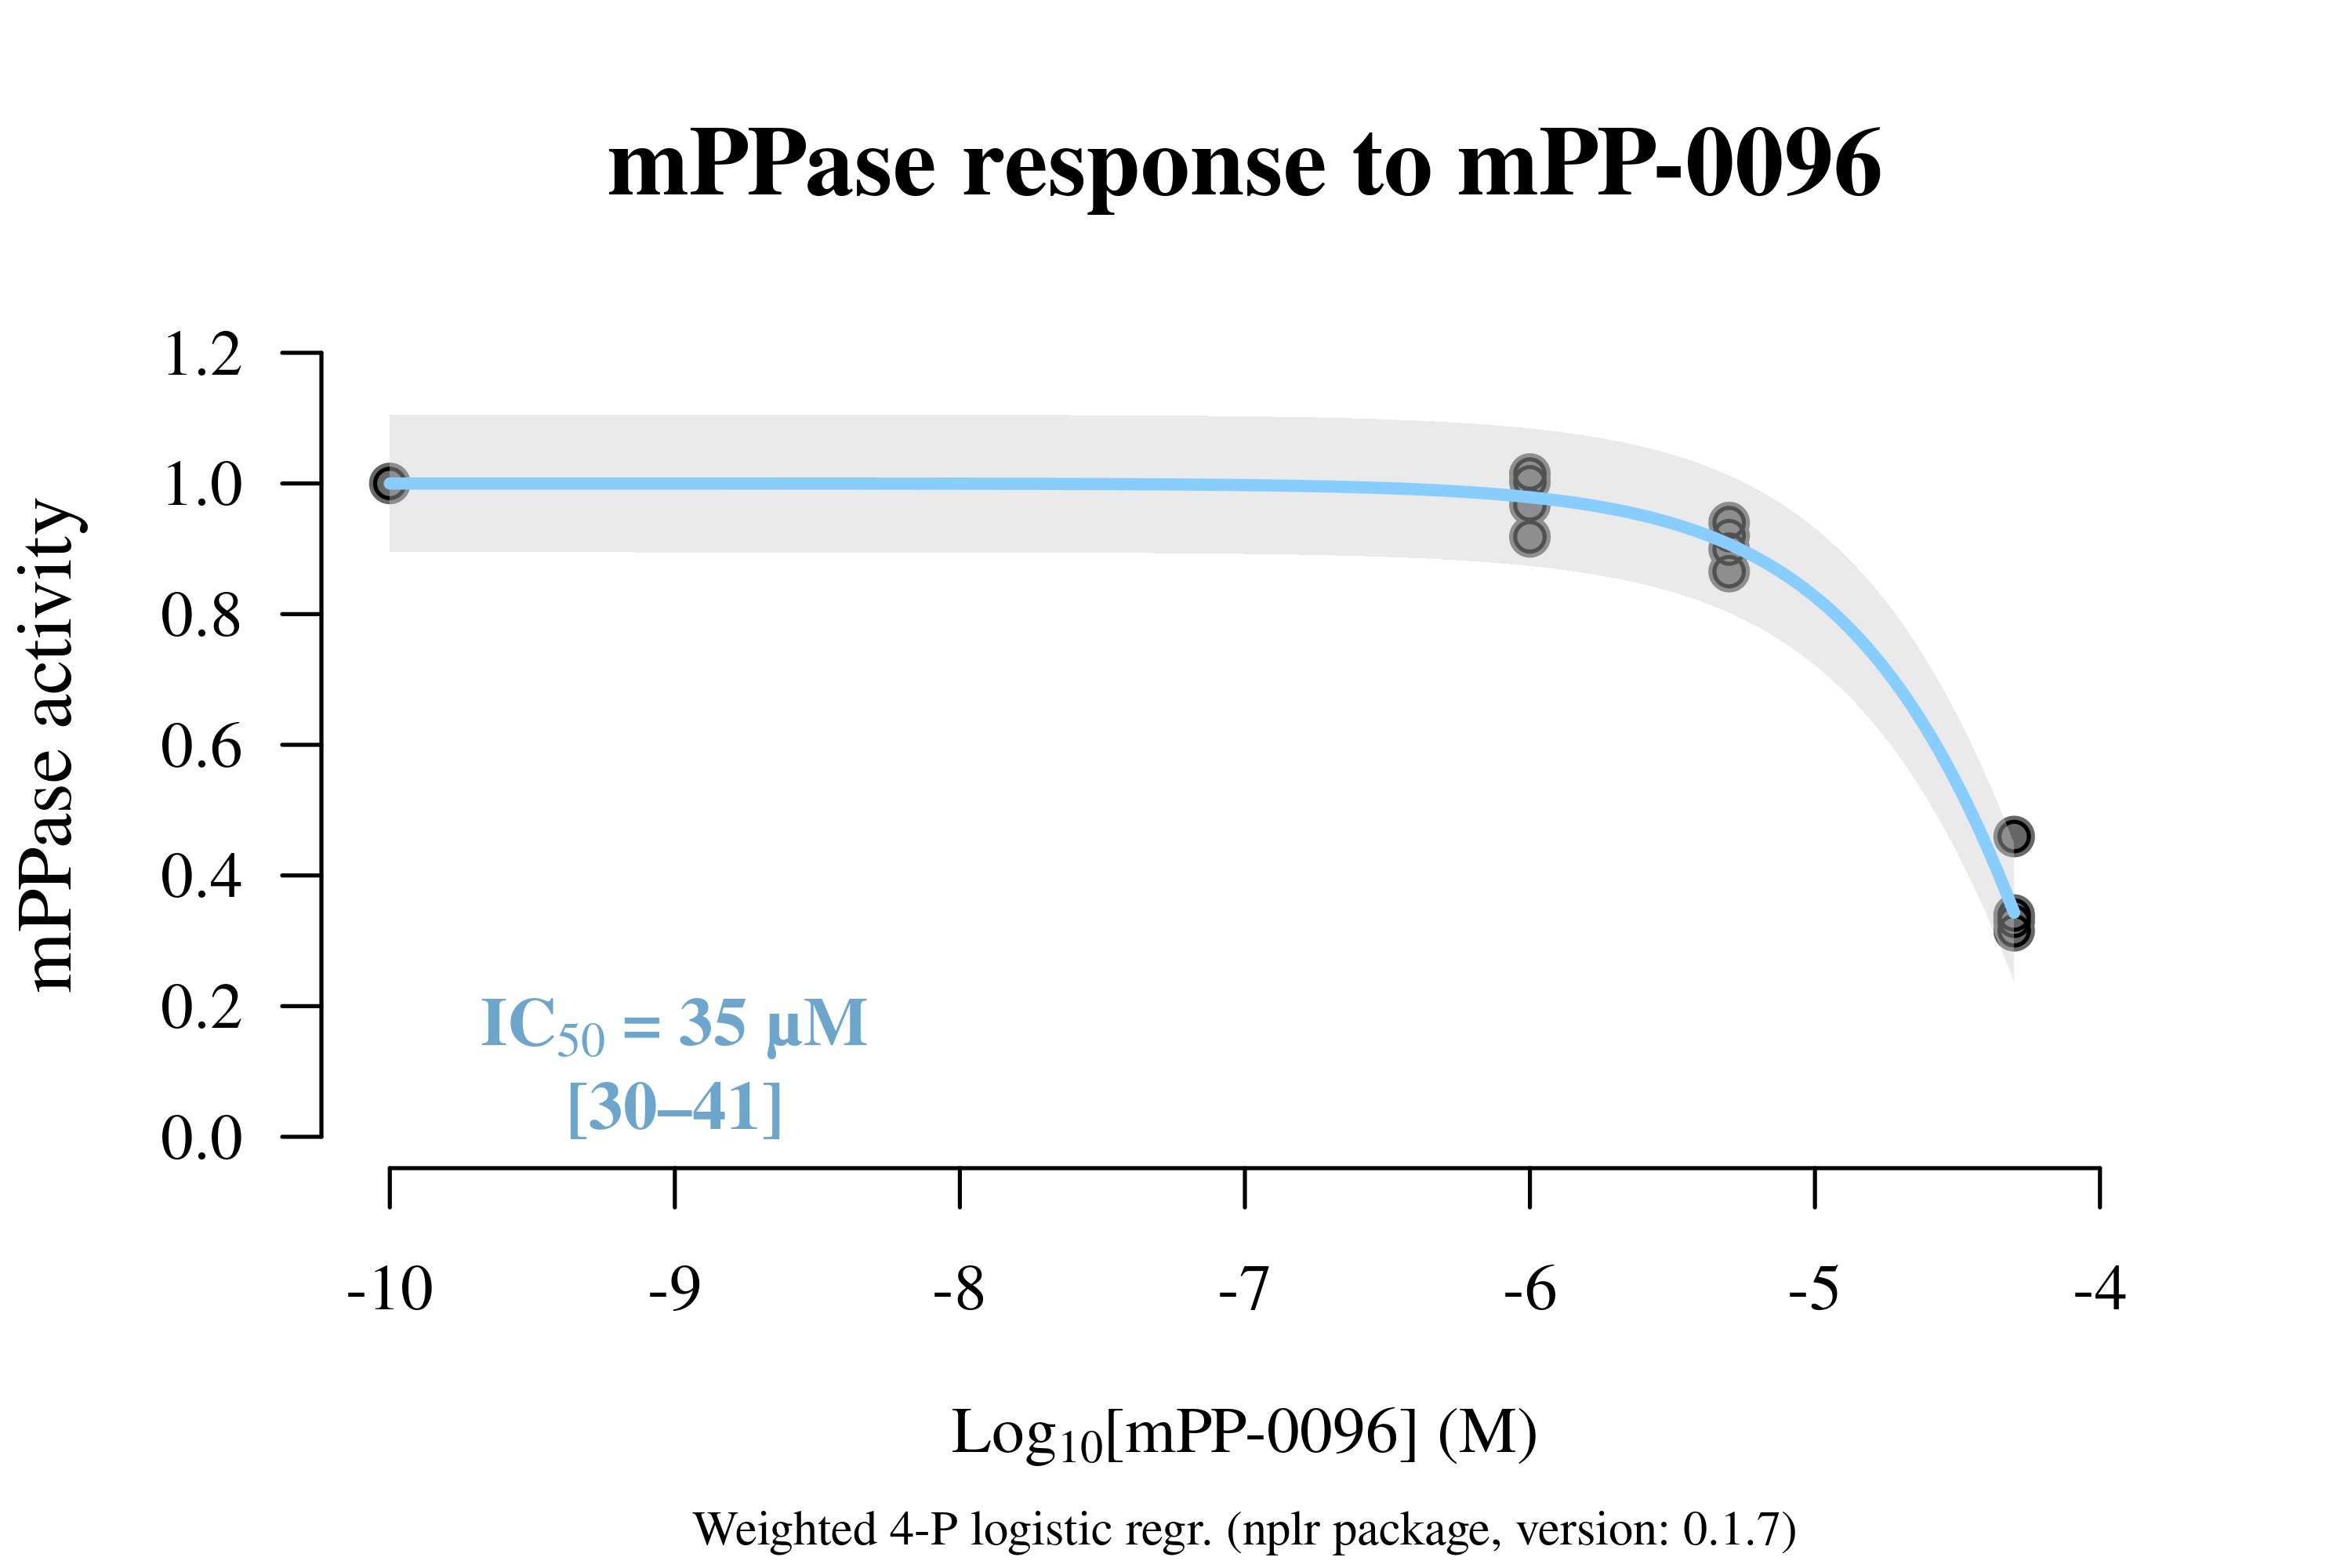 mPPase response to mPP-0096
mPPase activity
1.2
1.0
0.8
0.6
0.4
0.2
0.0
IC50 = 35 µM
[30–41]
-10 -9 -8 -7 -6 -5 -4
Log10[mPP-0096] (M)
Weighted 4-P logistic regr. (nplr package, version: 0.1.7)